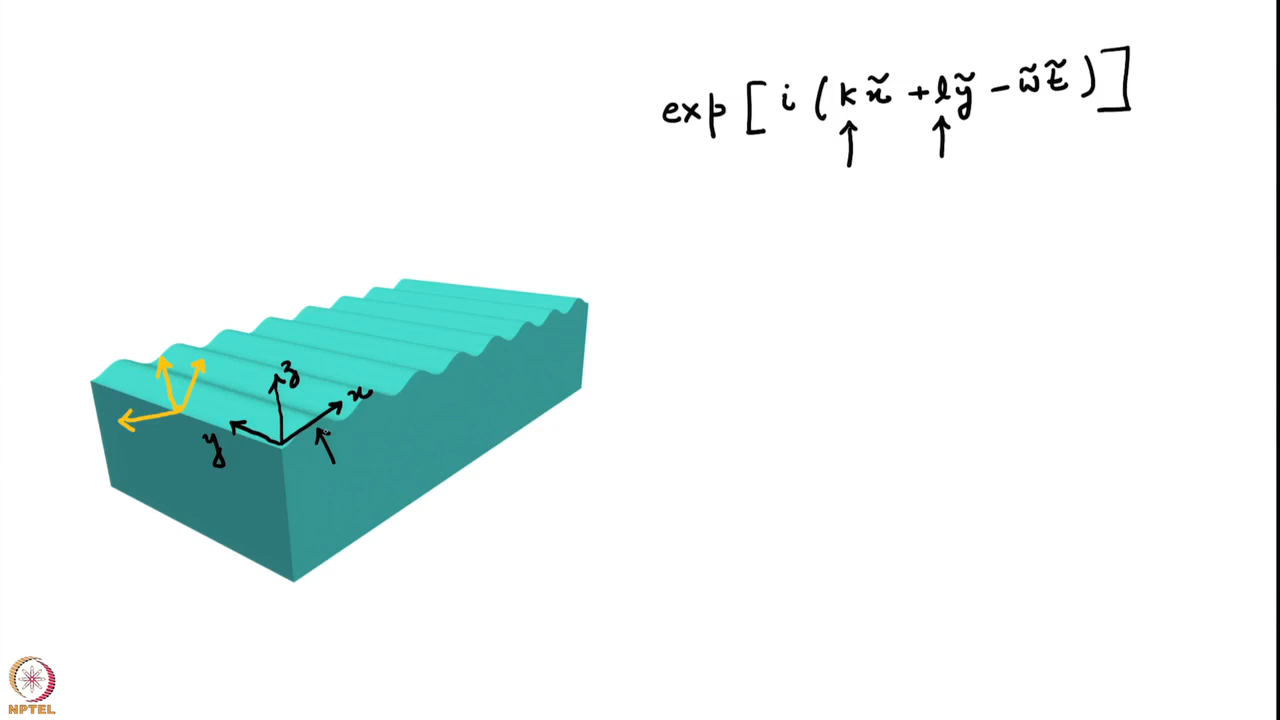 exp [ i ( k x̃ + l ỹ − ω̃ t̃ ) ]
z
x
y
NPTEL